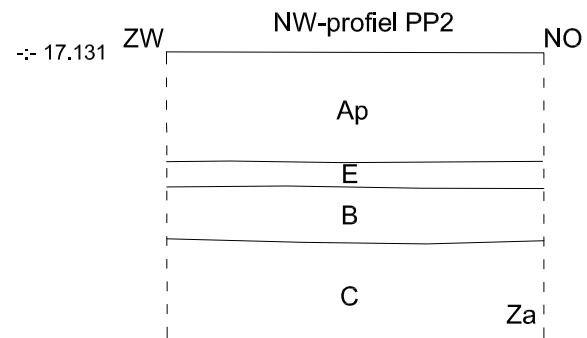 NW-profiel PP2
ZW
NO
-:- 17.131
Ap
E
B
C
Za